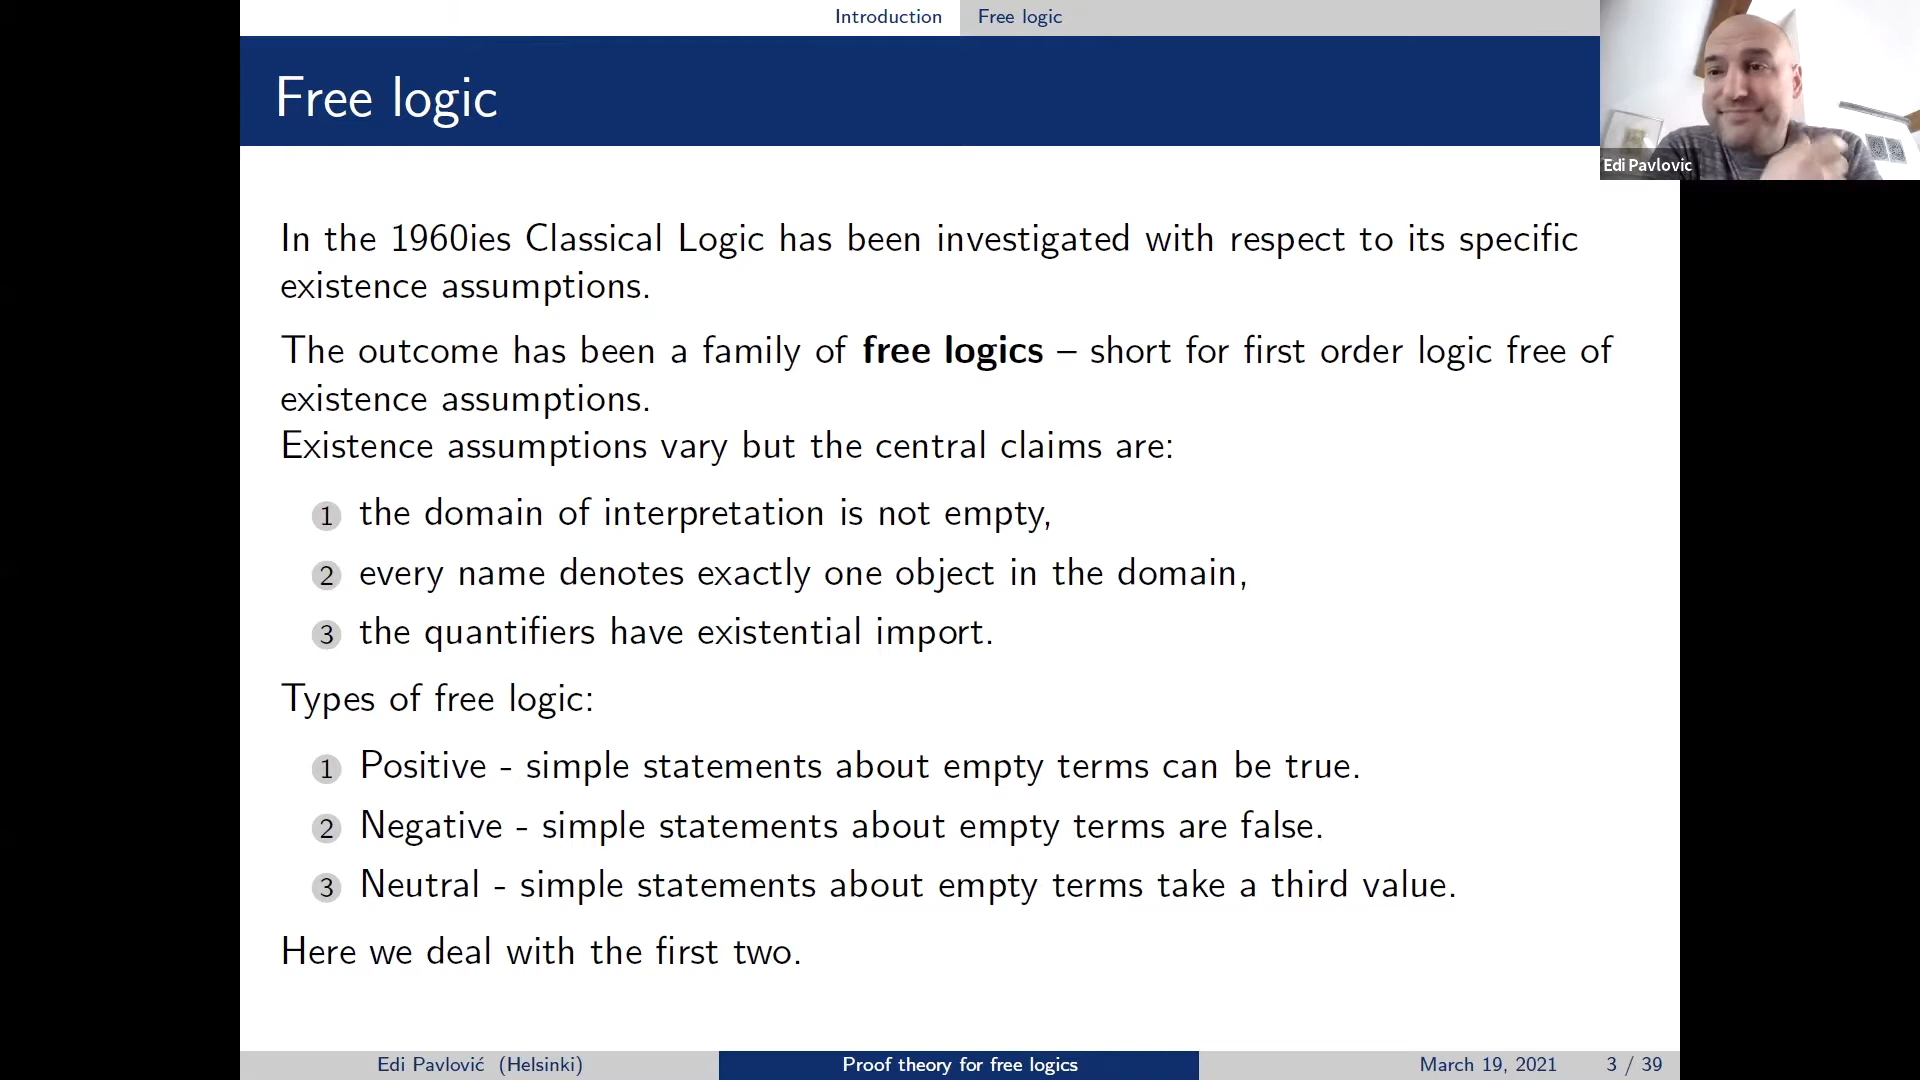 Introduction Free logic
Free logic
Edi Pavlovic
In the 1960ies Classical Logic has been investigated with respect to its specific
existence assumptions.
The outcome has been a family of free logics – short for first order logic free of
existence assumptions.
Existence assumptions vary but the central claims are:
1 the domain of interpretation is not empty,
2 every name denotes exactly one object in the domain,
3 the quantifiers have existential import.
Types of free logic:
1 Positive - simple statements about empty terms can be true.
2 Negative - simple statements about empty terms are false.
3 Neutral - simple statements about empty terms take a third value.
Here we deal with the first two.
Edi Pavlović (Helsinki) Proof theory for free logics March 19, 2021 3 / 39